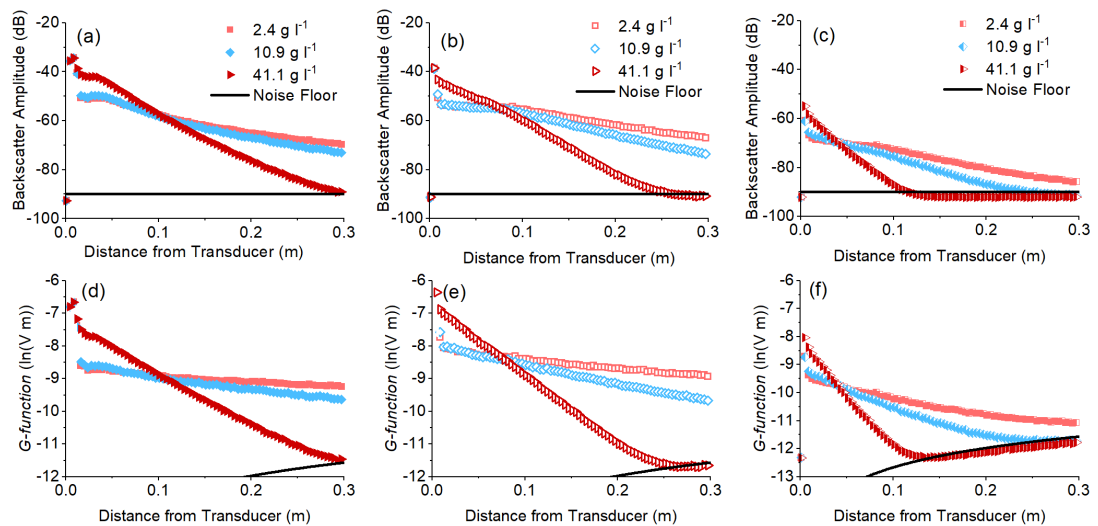 -20
-40
-60
-80
-100
Backscatter Amplitude (dB)
(a)
2.4 g l-1
10.9 g l-1
41.1 g l-1
Noise Floor
0.0 0.1 0.2 0.3
Distance from Transducer (m)
-20
-40
-60
-80
-100
Backscatter Amplitude (dB)
(b)
2.4 g l-1
10.9 g l-1
41.1 g l-1
Noise Floor
0.0 0.1 0.2 0.3
Distance from Transducer (m)
-20
-40
-60
-80
-100
Backscatter Amplitude (dB)
(c)
2.4 g l-1
10.9 g l-1
41.1 g l-1
Noise Floor
0.0 0.1 0.2 0.3
Distance from Transducer (m)
-6
-7
-8
-9
-10
-11
-12
G-function (ln(V m))
(d)
0.0 0.1 0.2 0.3
Distance from Transducer (m)
-6
-7
-8
-9
-10
-11
-12
G-function (ln(V m))
(e)
0.0 0.1 0.2 0.3
Distance from Transducer (m)
-6
-7
-8
-9
-10
-11
-12
-13
G-function (ln(V m))
(f)
0.0 0.1 0.2 0.3
Distance from Transducer (m)